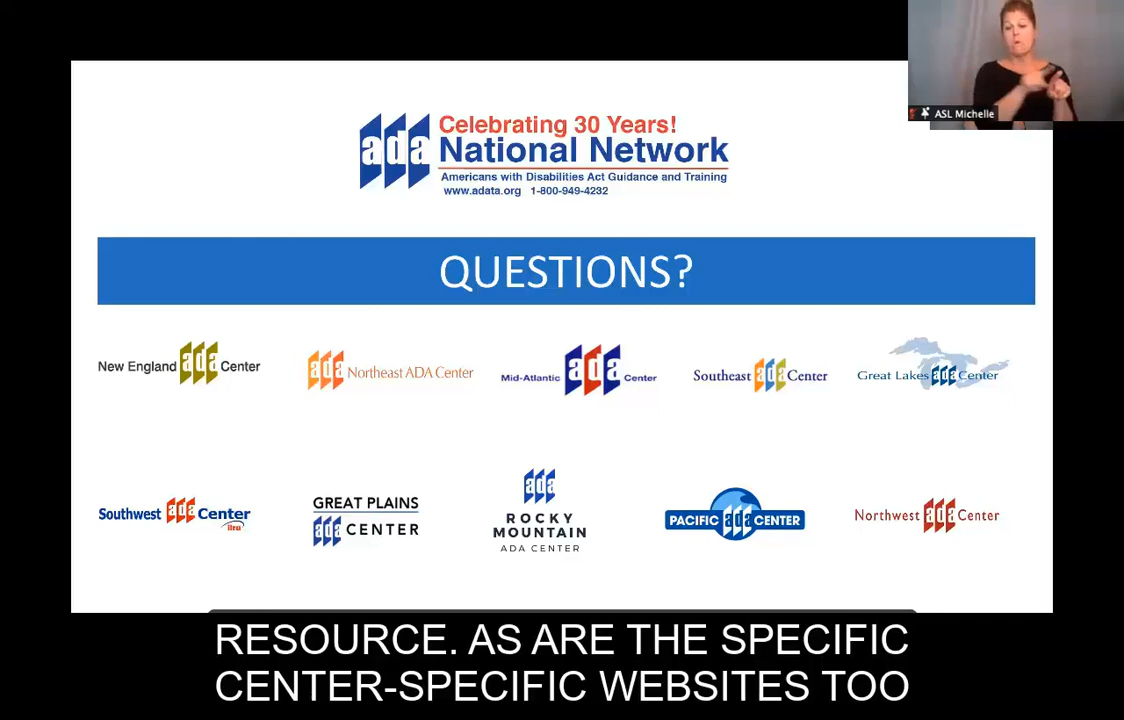 ASL Michelle
ada
Celebrating 30 Years!
National Network
Americans with Disabilities Act Guidance and Training
www.adata.org 1-800-949-4232
QUESTIONS?
New England ada Center
ada Northeast ADA Center
Mid-Atlantic ada Center
Southeast ada Center
Great Lakes ada Center
Southwest ada Center
ilru
GREAT PLAINS
ada CENTER
ada
ROCKY
MOUNTAIN
ADA CENTER
PACIFIC ada CENTER
Northwest ada Center
RESOURCE. AS ARE THE SPECIFIC
CENTER-SPECIFIC WEBSITES TOO